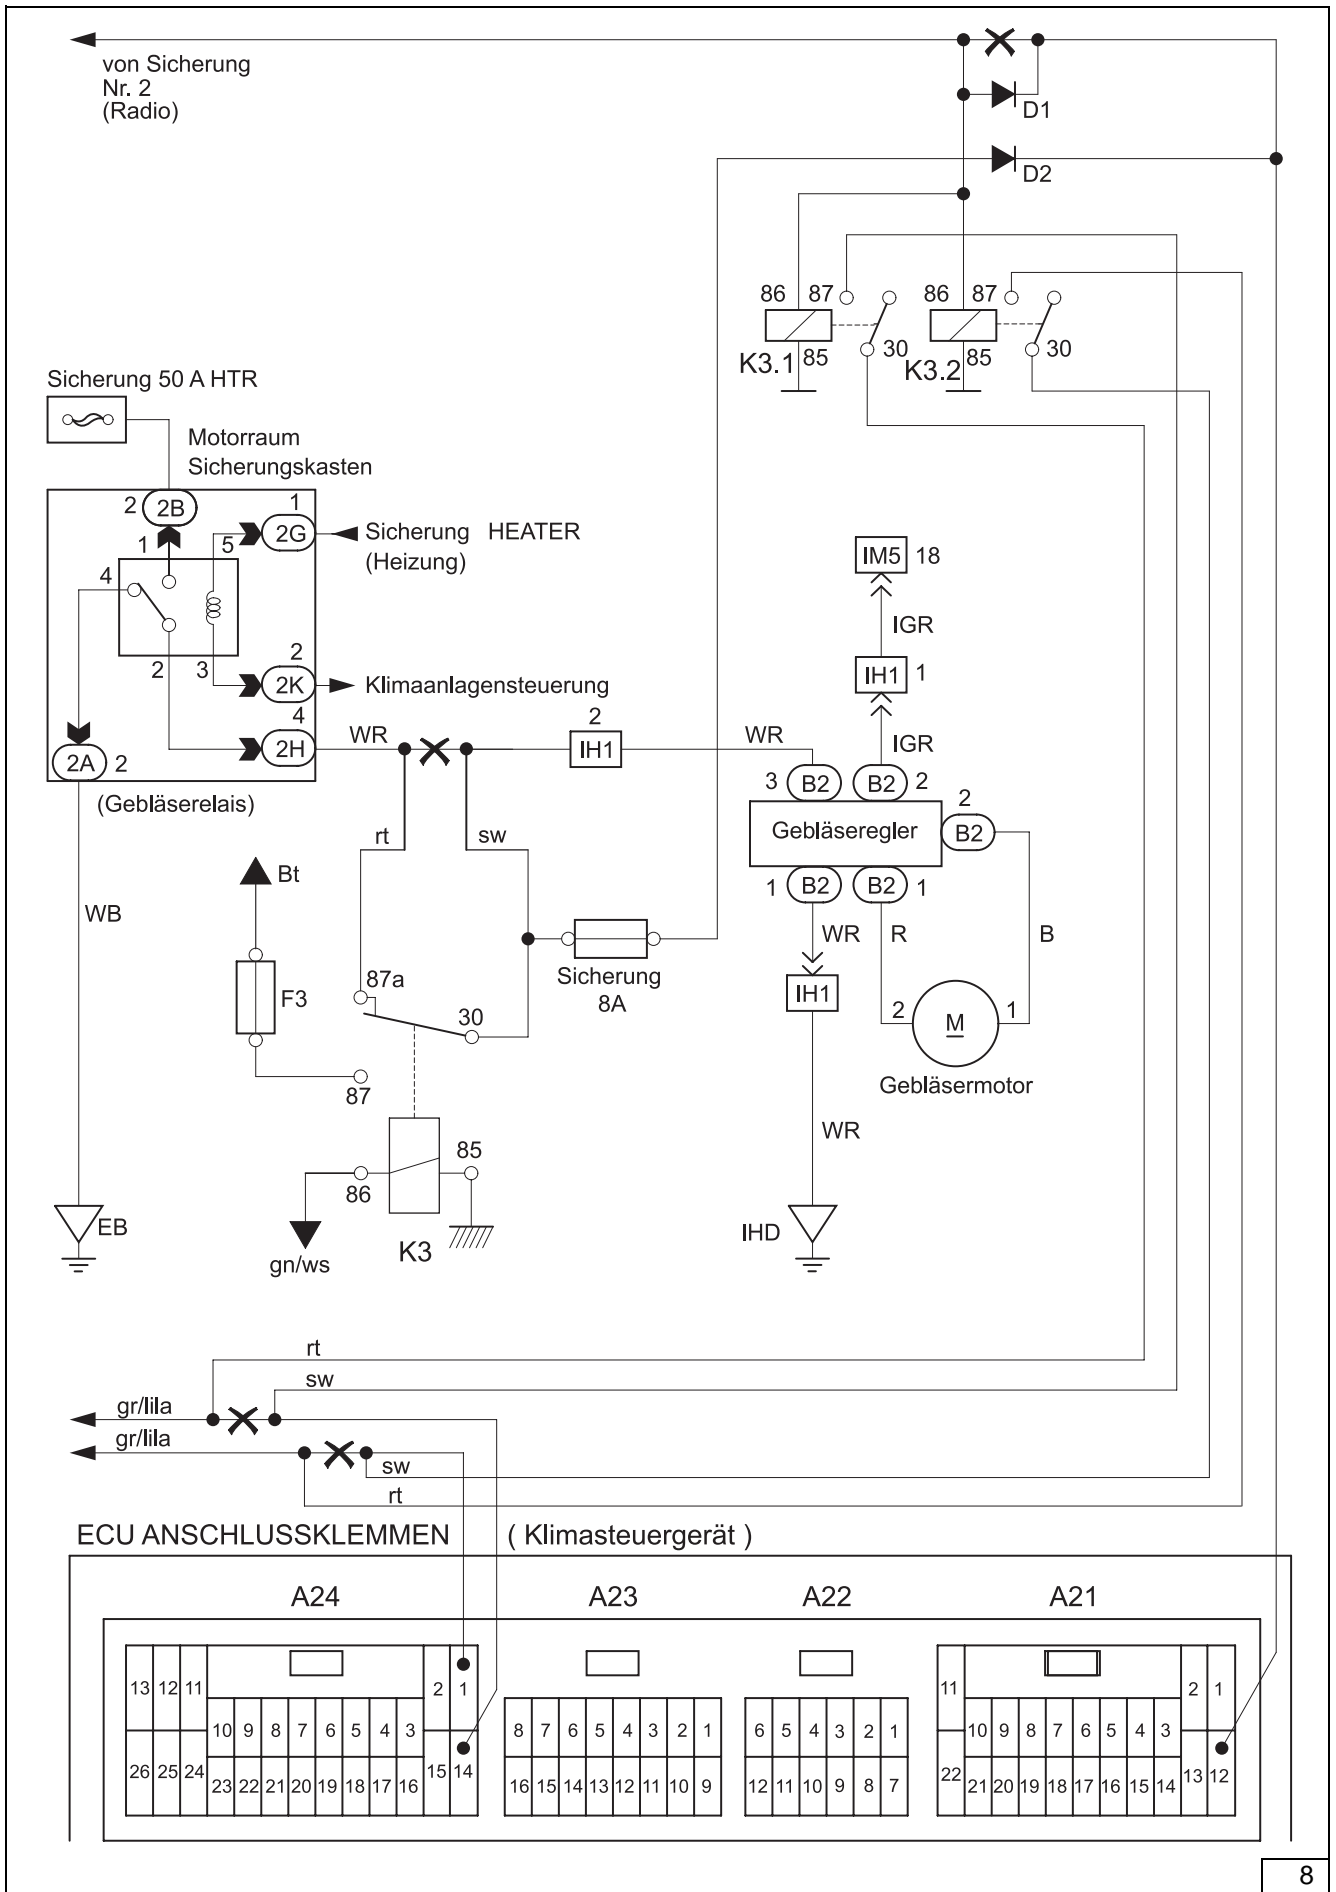 von Sicherung
Nr. 2
(Radio)
D1
D2
86 87
86 87
30
30
K3.1
85
K3.2
85
Sicherung 50 A HTR
Motorraum
Sicherungskasten
2
2B
1
1
5
2G
Sicherung HEATER
(Heizung)
4
2
3
2
2K
Klimaanlagensteuerung
4
2H
WR
2A
2
(Gebläserelais)
2
IH1
WR
IM5
18
IGR
IH1
1
IGR
3
B2
B2
2
2
B2
Gebläseregler
1
B2
B2
1
rt
sw
Bt
WB
F3
Sicherung
8A
87a
30
87
WR
R
B
IH1
2
M
1
Gebläsermotor
WR
85
86
K3
gn/ws
EB
IHD
rt
sw
gr/lila
gr/lila
sw
rt
ECU ANSCHLUSSKLEMMEN ( Klimasteuergerät )
A24 A23 A22 A21
13 12 11 2 1
10 9 8 7 6 5 4 3
26 25 24 15 14
23 22 21 20 19 18 17 16
8 7 6 5 4 3 2 1
16 15 14 13 12 11 10 9
6 5 4 3 2 1
12 11 10 9 8 7
11 2 1
10 9 8 7 6 5 4 3
22 13 12
21 20 19 18 17 16 15 14
8